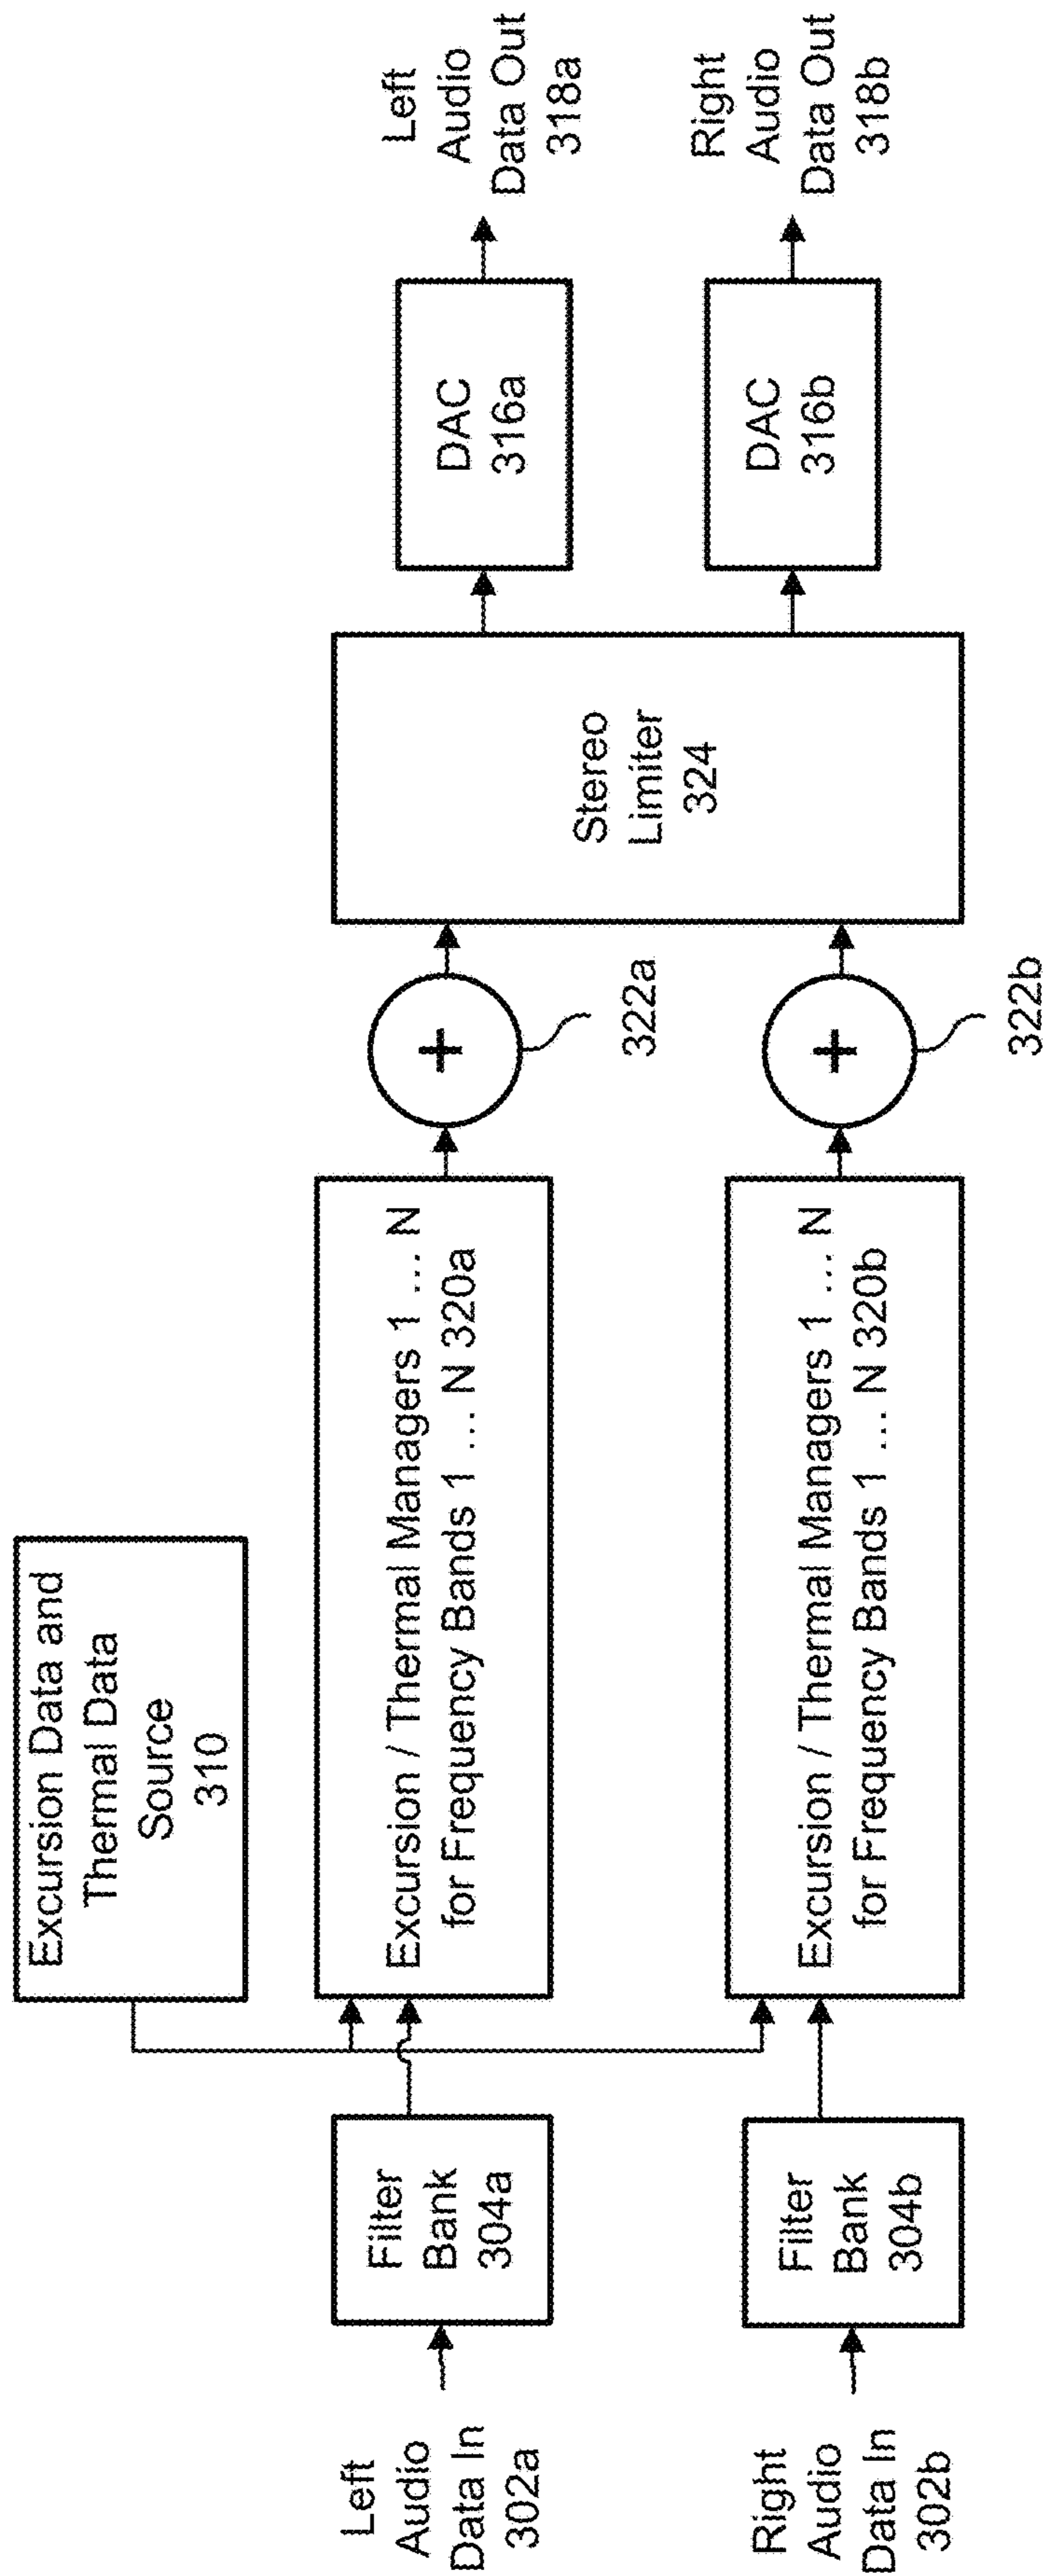 Excursion Data and
Thermal Data
Source
310
Left
Audio
Data In
302a
Filter
Bank
304a
Excursion / Thermal Managers 1 ... N
for Frequency Bands 1 ... N 320a
+
322a
Stereo
Limiter
324
DAC
316a
Left
Audio
Data Out
318a
Right
Audio
Data In
302b
Filter
Bank
304b
Excursion / Thermal Managers 1 ... N
for Frequency Bands 1 ... N 320b
+
322b
DAC
316b
Right
Audio
Data Out
318b